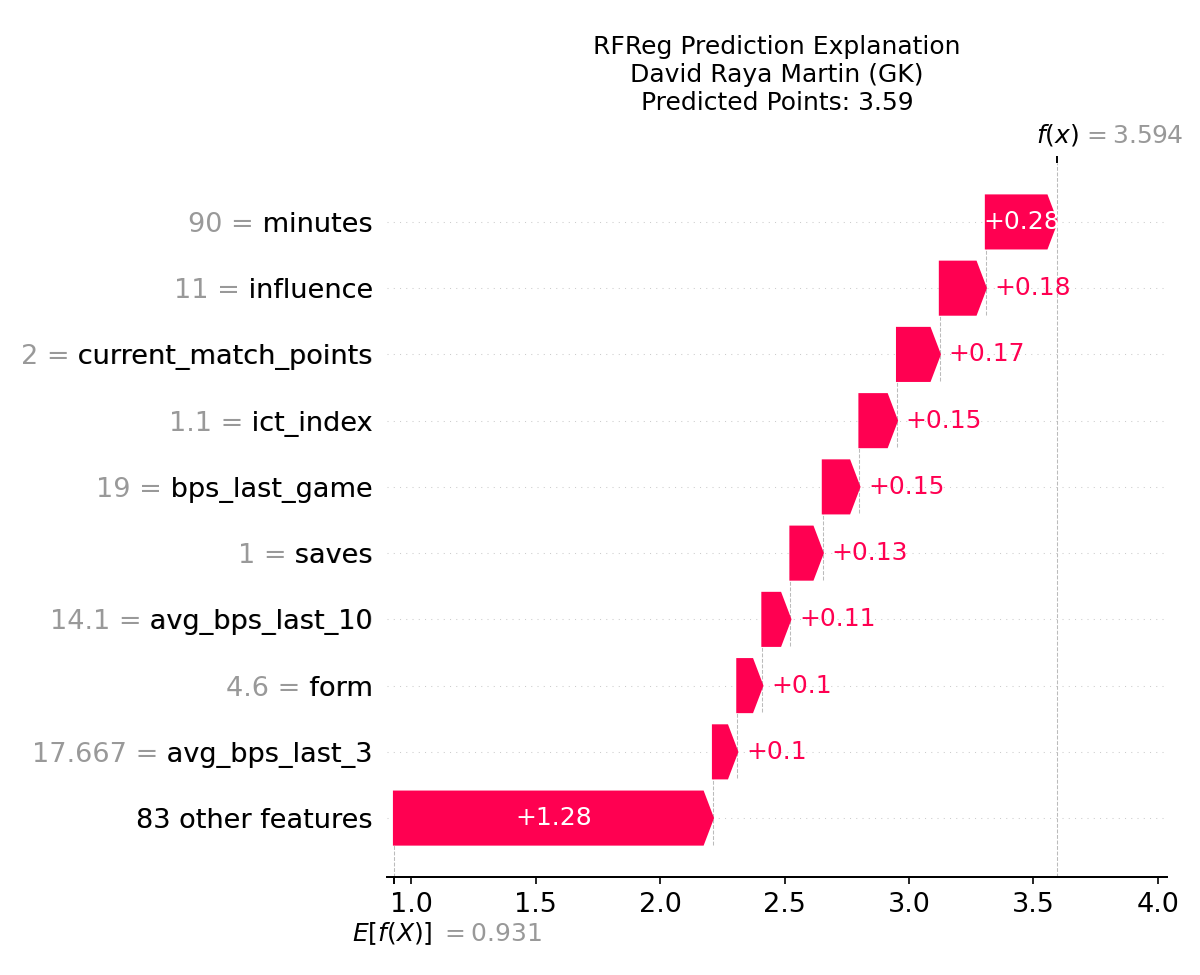 RFReg Prediction Explanation
David Raya Martin (GK)
Predicted Points: 3.59
f(x) = 3.594
90 = minutes +0.28
11 = influence +0.18
2 = current_match_points +0.17
1.1 = ict_index +0.15
19 = bps_last_game +0.15
1 = saves +0.13
14.1 = avg_bps_last_10 +0.11
4.6 = form +0.1
17.667 = avg_bps_last_3 +0.1
83 other features +1.28
1.0 1.5 2.0 2.5 3.0 3.5 4.0
E[f(X)] = 0.931